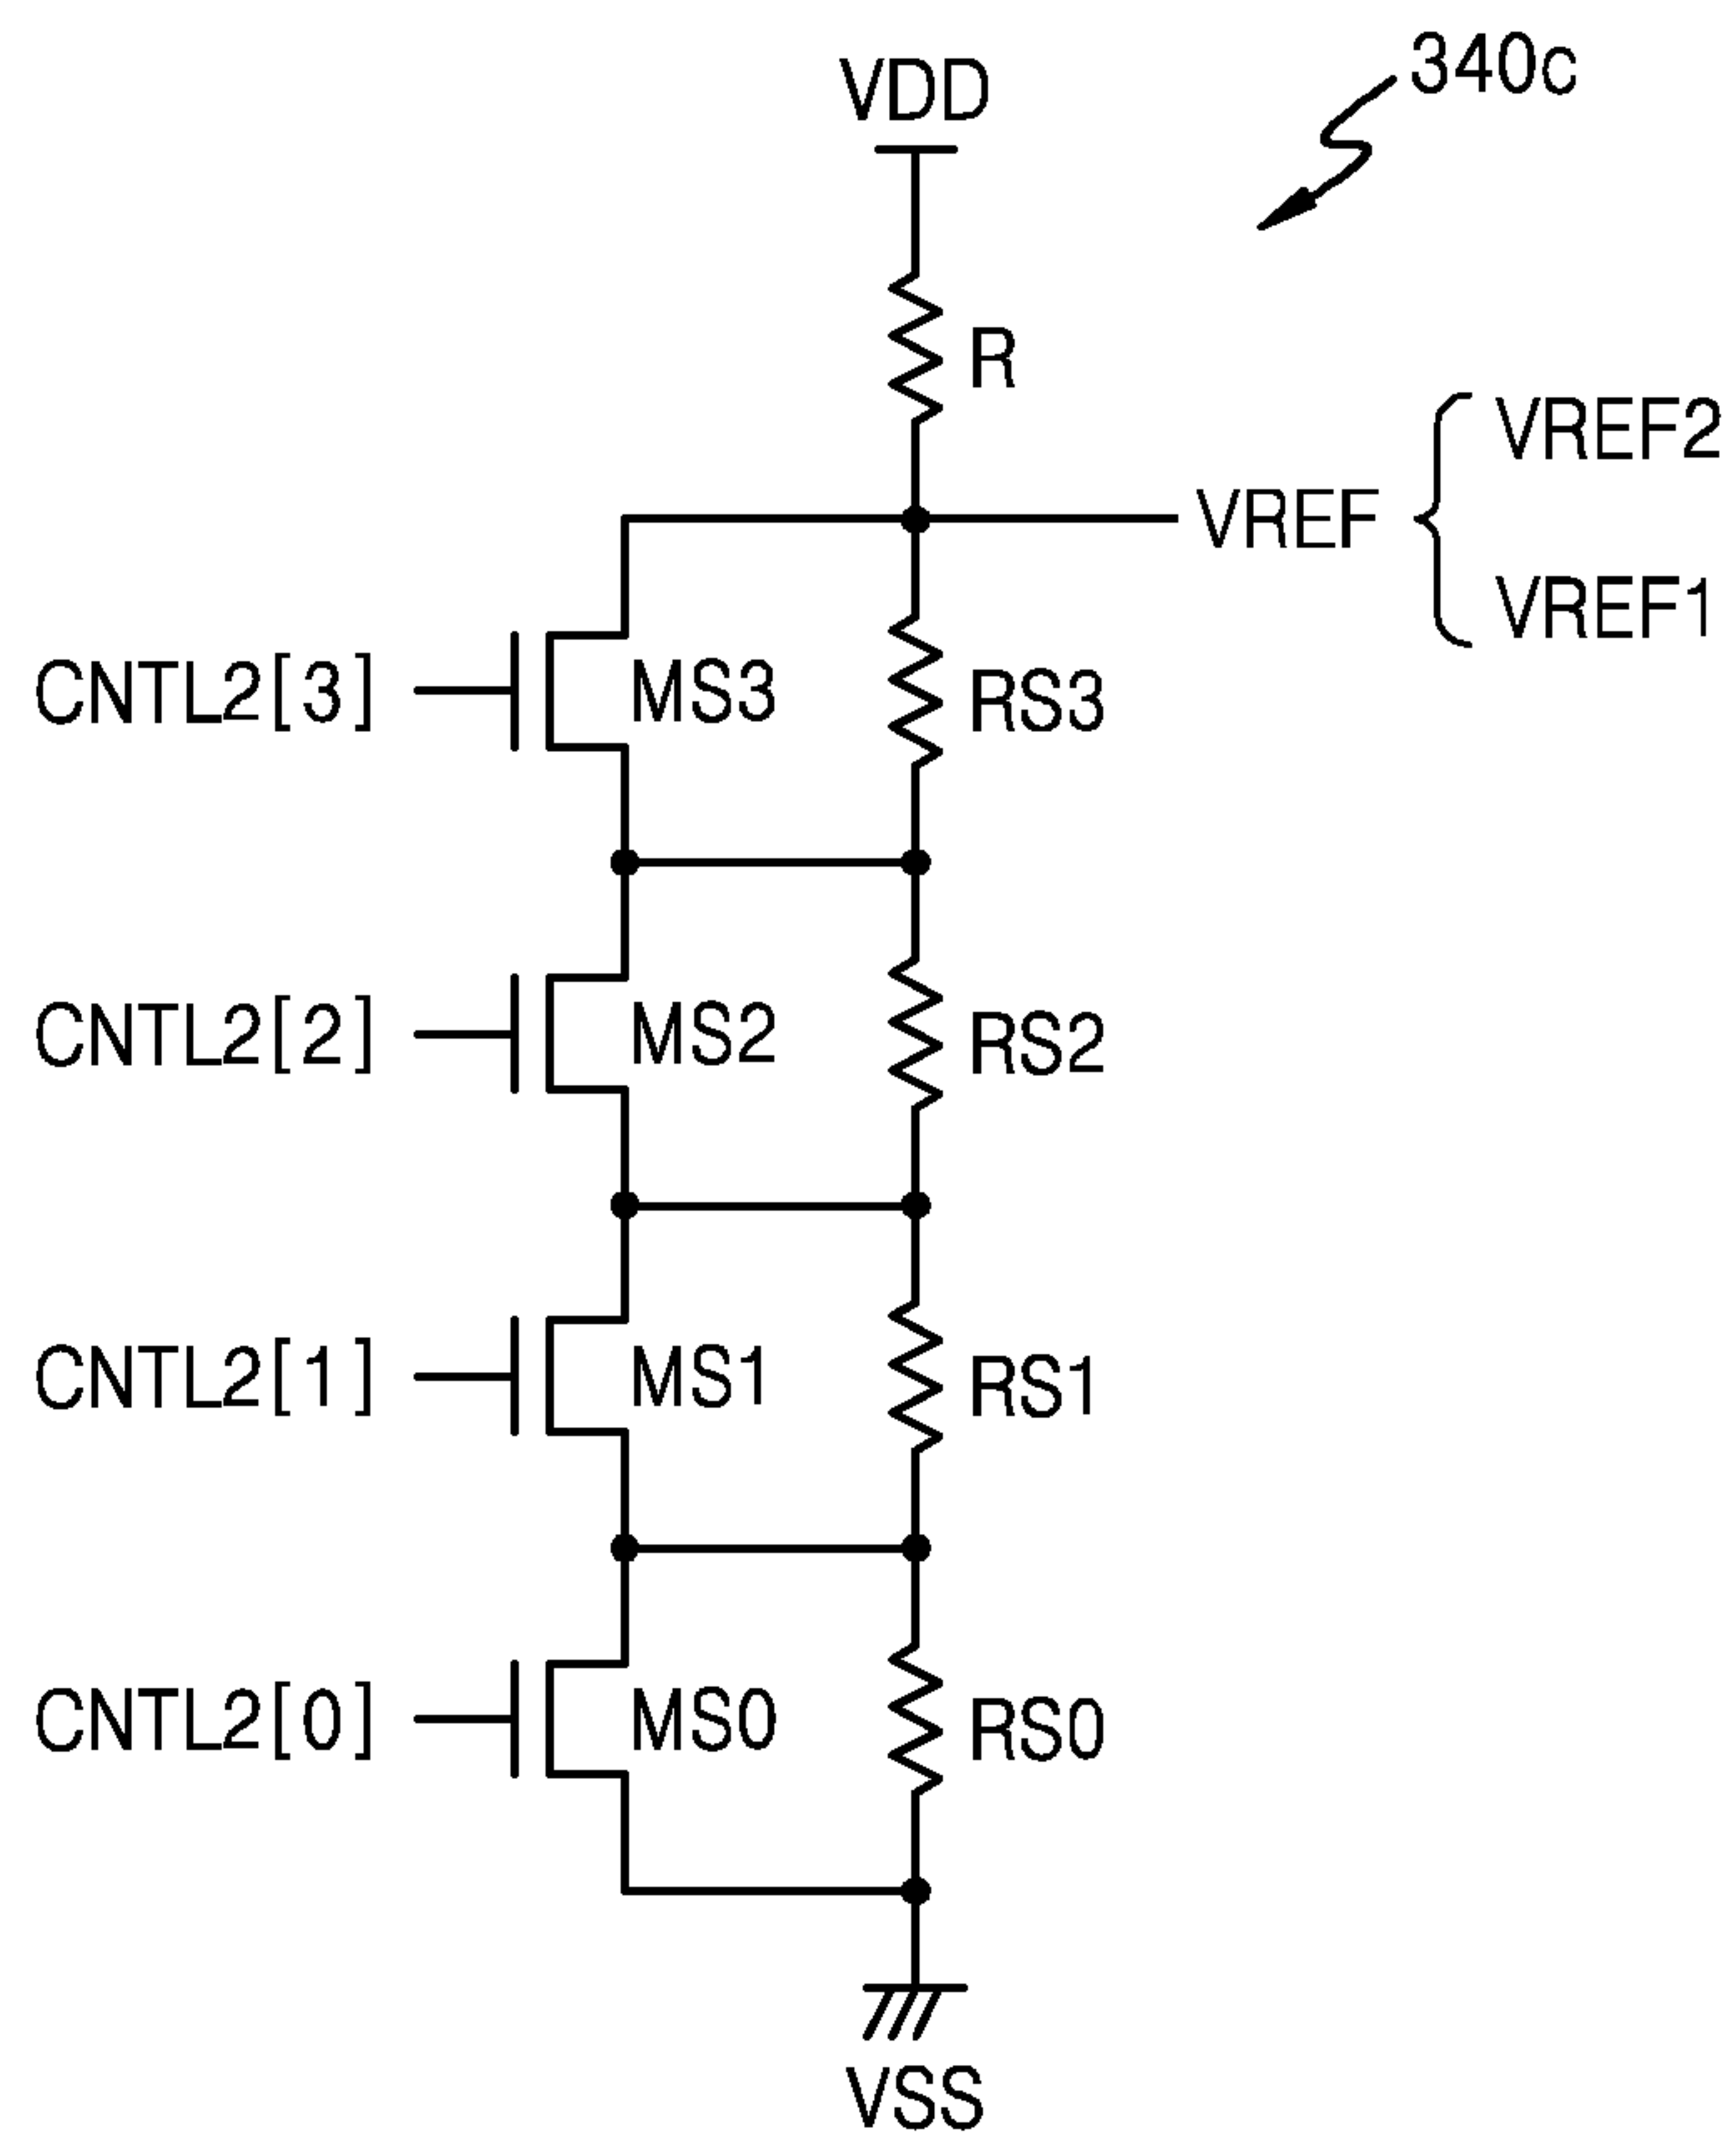 340c
VDD
R
VREF2
VREF
VREF1
CNTL2[3]
MS3
RS3
CNTL2[2]
MS2
RS2
CNTL2[1]
MS1
RS1
CNTL2[0]
MS0
RS0
VSS